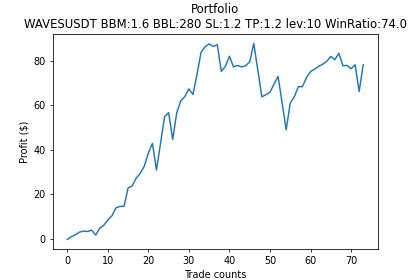 Portfolio
WAVESUSDT BBM:1.6 BBL:280 SL:1.2 TP:1.2 lev:10 WinRatio:74.0
80
60
40
20
0
Profit ($)
0 10 20 30 40 50 60 70
Trade counts